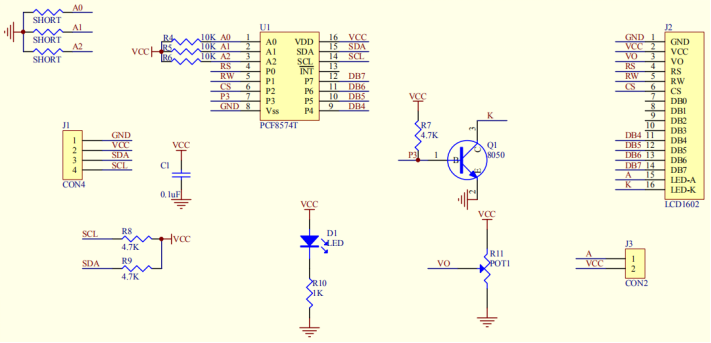 A0
SHORT
A1
SHORT
A2
SHORT
VCC
R4 10K A0
R5 10K A1
R6 10K A2
RS
RW
CS
P3
GND
U1
1 A0 VDD 16 VCC
2 A1 SDA 15 SDA
3 A2 SCL 14 SCL
4 P0 INT 13
5 P1 P7 12 DB7
6 P2 P6 11 DB6
7 P3 P5 10 DB5
8 Vss P4 9 DB4
PCF8574T
J1
1 GND
2 VCC
3 SDA
4 SCL
CON4
VCC
C1
0.1uF
VCC
R7
4.7K
P3
1
B
C
E
3
2
K
Q1
8050
J2
GND 1 GND
VCC 2 VCC
VO 3 VO
RS 4 RS
RW 5 RW
CS 6 CS
7 DB0
8 DB1
9 DB2
10 DB3
DB4 11 DB4
DB5 12 DB5
DB6 13 DB6
DB7 14 DB7
A 15 LED-A
K 16 LED-K
LCD1602
SCL
R8
4.7K
VCC
SDA
R9
4.7K
VCC
D1
LED
R10
1K
VCC
VO
R11
POT1
J3
A 1
VCC 2
CON2